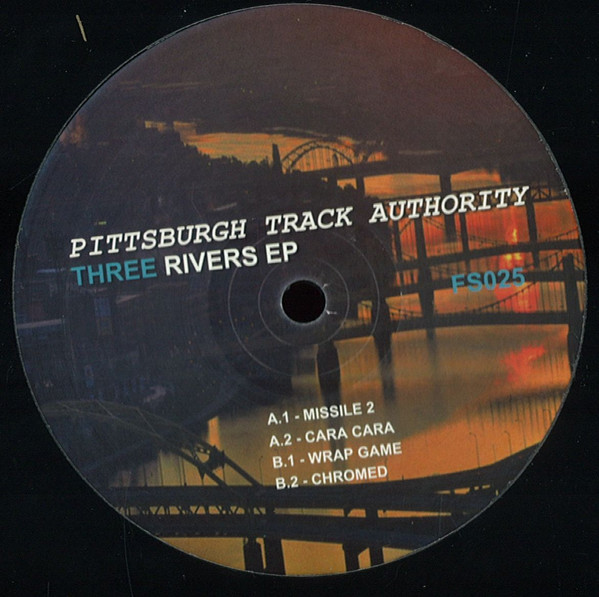 PITTSBURGH TRACK AUTHORITY
THREE RIVERS EP
FS025
A.1 - MISSILE 2
A.2 - CARA CARA
B.1 - WRAP GAME
B.2 - CHROMED